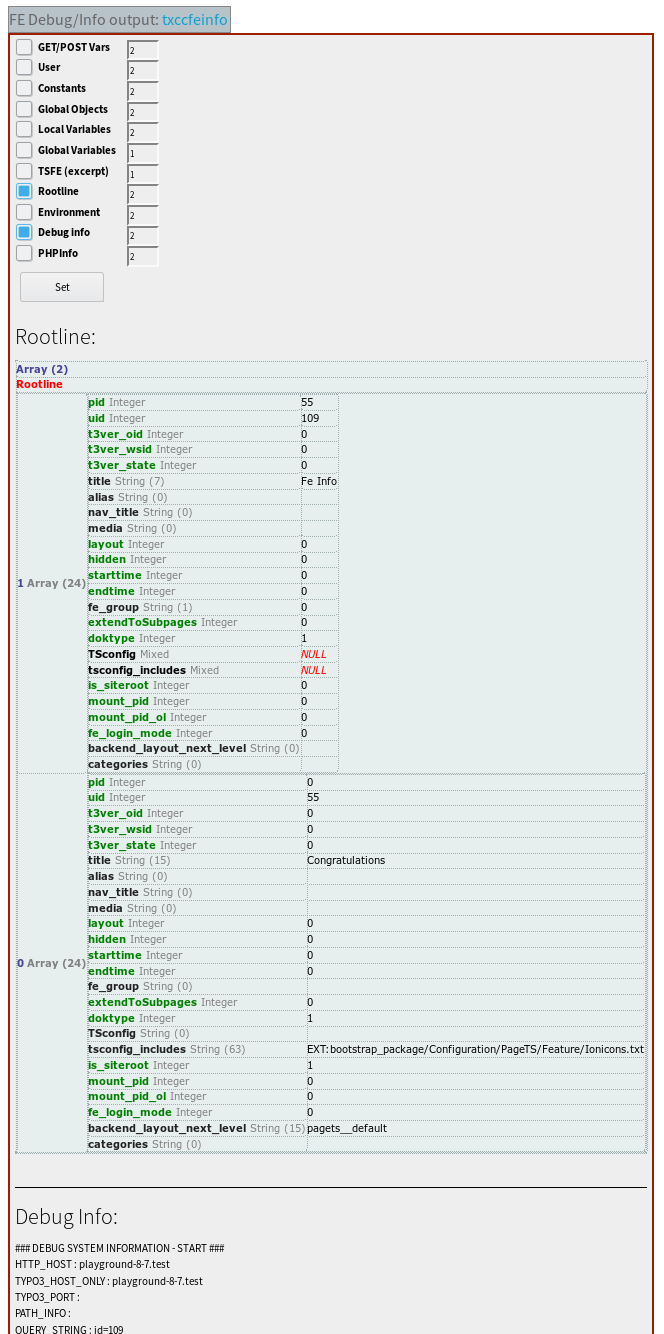 FE Debug/Info output: txccfeinfo
GET/POST Vars 2
User 2
Constants 2
Global Objects 2
Local Variables 2
Global Variables 1
TSFE (excerpt) 1
Rootline 2
Environment 2
Debug info 2
PHPInfo 2
Set
Rootline:
Array (2)
Rootline
1 Array (24)
pid Integer 55
uid Integer 109
t3ver_oid Integer 0
t3ver_wsid Integer 0
t3ver_state Integer 0
title String (7) Fe Info
alias String (0)
nav_title String (0)
media String (0)
layout Integer 0
hidden Integer 0
starttime Integer 0
endtime Integer 0
fe_group String (1) 0
extendToSubpages Integer 0
doktype Integer 1
TSconfig Mixed NULL
tsconfig_includes Mixed NULL
is_siteroot Integer 0
mount_pid Integer 0
mount_pid_ol Integer 0
fe_login_mode Integer 0
backend_layout_next_level String (0)
categories String (0)
0 Array (24)
pid Integer 0
uid Integer 55
t3ver_oid Integer 0
t3ver_wsid Integer 0
t3ver_state Integer 0
title String (15) Congratulations
alias String (0)
nav_title String (0)
media String (0)
layout Integer 0
hidden Integer 0
starttime Integer 0
endtime Integer 0
fe_group String (0)
extendToSubpages Integer 0
doktype Integer 1
TSconfig String (0)
tsconfig_includes String (63) EXT:bootstrap_package/Configuration/PageTS/Feature/Ionicons.txt
is_siteroot Integer 1
mount_pid Integer 0
mount_pid_ol Integer 0
fe_login_mode Integer 0
backend_layout_next_level String (15) pagets__default
categories String (0)
Debug Info:
### DEBUG SYSTEM INFORMATION - START ###
HTTP_HOST : playground-8-7.test
TYPO3_HOST_ONLY : playground-8-7.test
TYPO3_PORT :
PATH_INFO :
QUERY_STRING : id=109